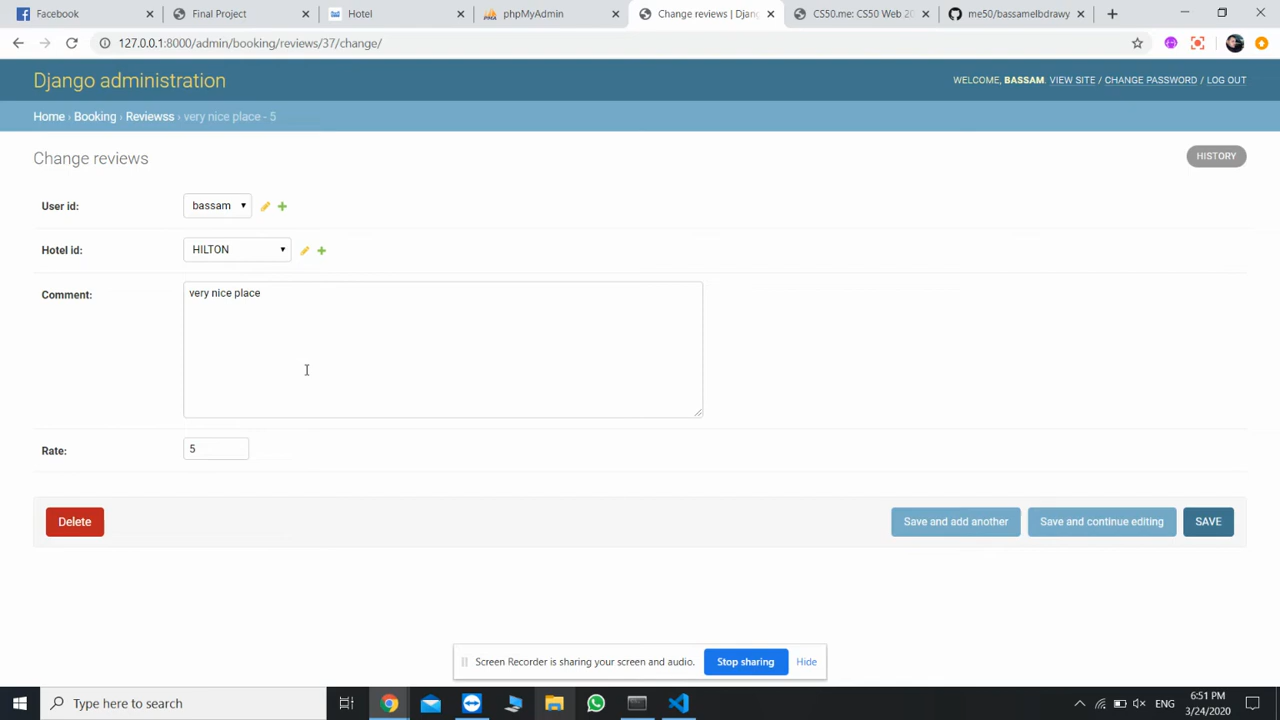 Facebook
Final Project
Hotel
phpMyAdmin
Change reviews | Djang
CS50.me: CS50 Web 20
me50/bassamelbdrawy
127.0.0.1:8000/admin/booking/reviews/37/change/
Django administration
WELCOME, BASSAM. VIEW SITE / CHANGE PASSWORD / LOG OUT
Home › Booking › Reviewss › very nice place - 5
Change reviews
HISTORY
User id:
bassam
Hotel id:
HILTON
Comment:
very nice place
Rate:
5
Delete
Save and add another
Save and continue editing
SAVE
Screen Recorder is sharing your screen and audio.
Stop sharing
Hide
Type here to search
ENG
6:51 PM
3/24/2020